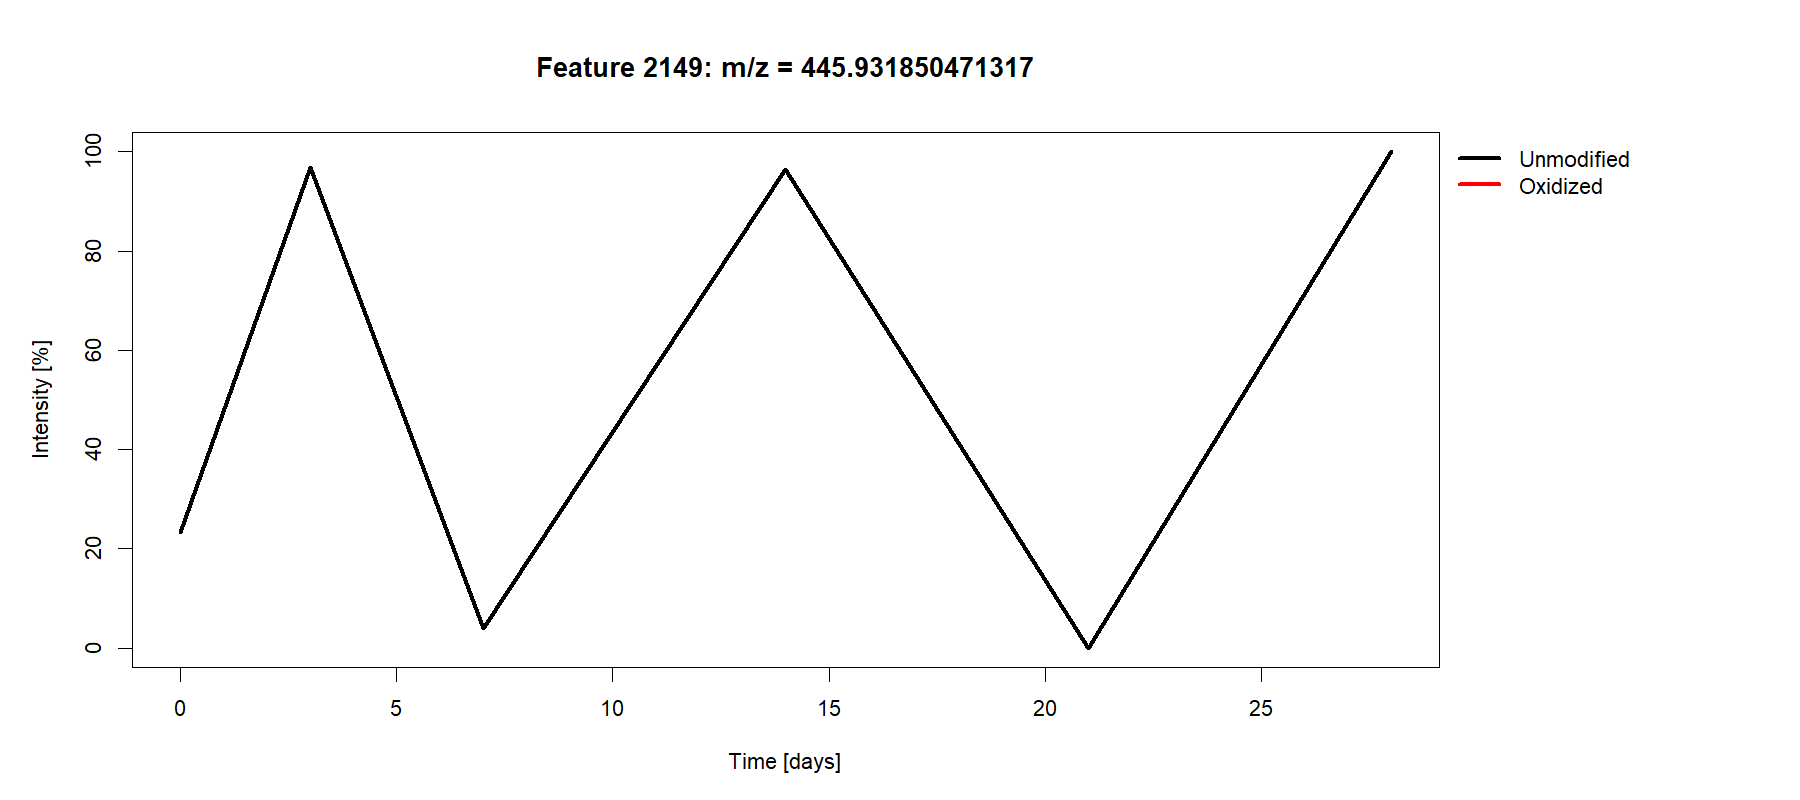 Feature 2149: m/z = 445.931850471317
Unmodified
Oxidized
Intensity [%]
100
80
60
40
20
0
0 5 10 15 20 25
Time [days]